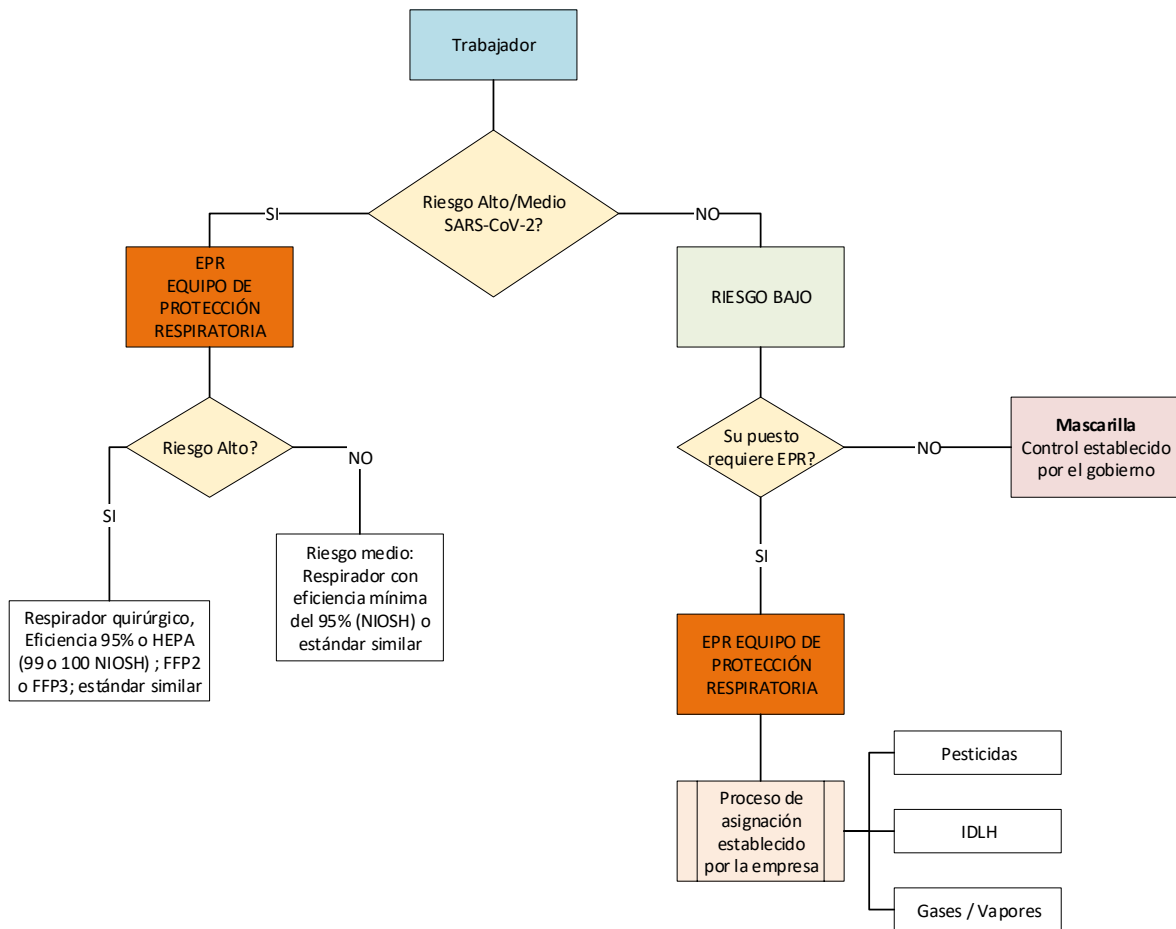 Trabajador
Riesgo Alto/Medio
SARS-CoV-2?
SI
NO
EPR
EQUIPO DE
PROTECCIÓN
RESPIRATORIA
RIESGO BAJO
Riesgo Alto?
SI
NO
Su puesto
requiere EPR?
NO
Mascarilla
Control establecido
por el gobierno
SI
Respirador quirúrgico,
Eficiencia 95% o HEPA
(99 o 100 NIOSH) ; FFP2
o FFP3; estándar similar
Riesgo medio:
Respirador con
eficiencia mínima
del 95% (NIOSH) o
estándar similar
EPR EQUIPO DE
PROTECCIÓN
RESPIRATORIA
Proceso de
asignación
establecido
por la empresa
Pesticidas
IDLH
Gases / Vapores